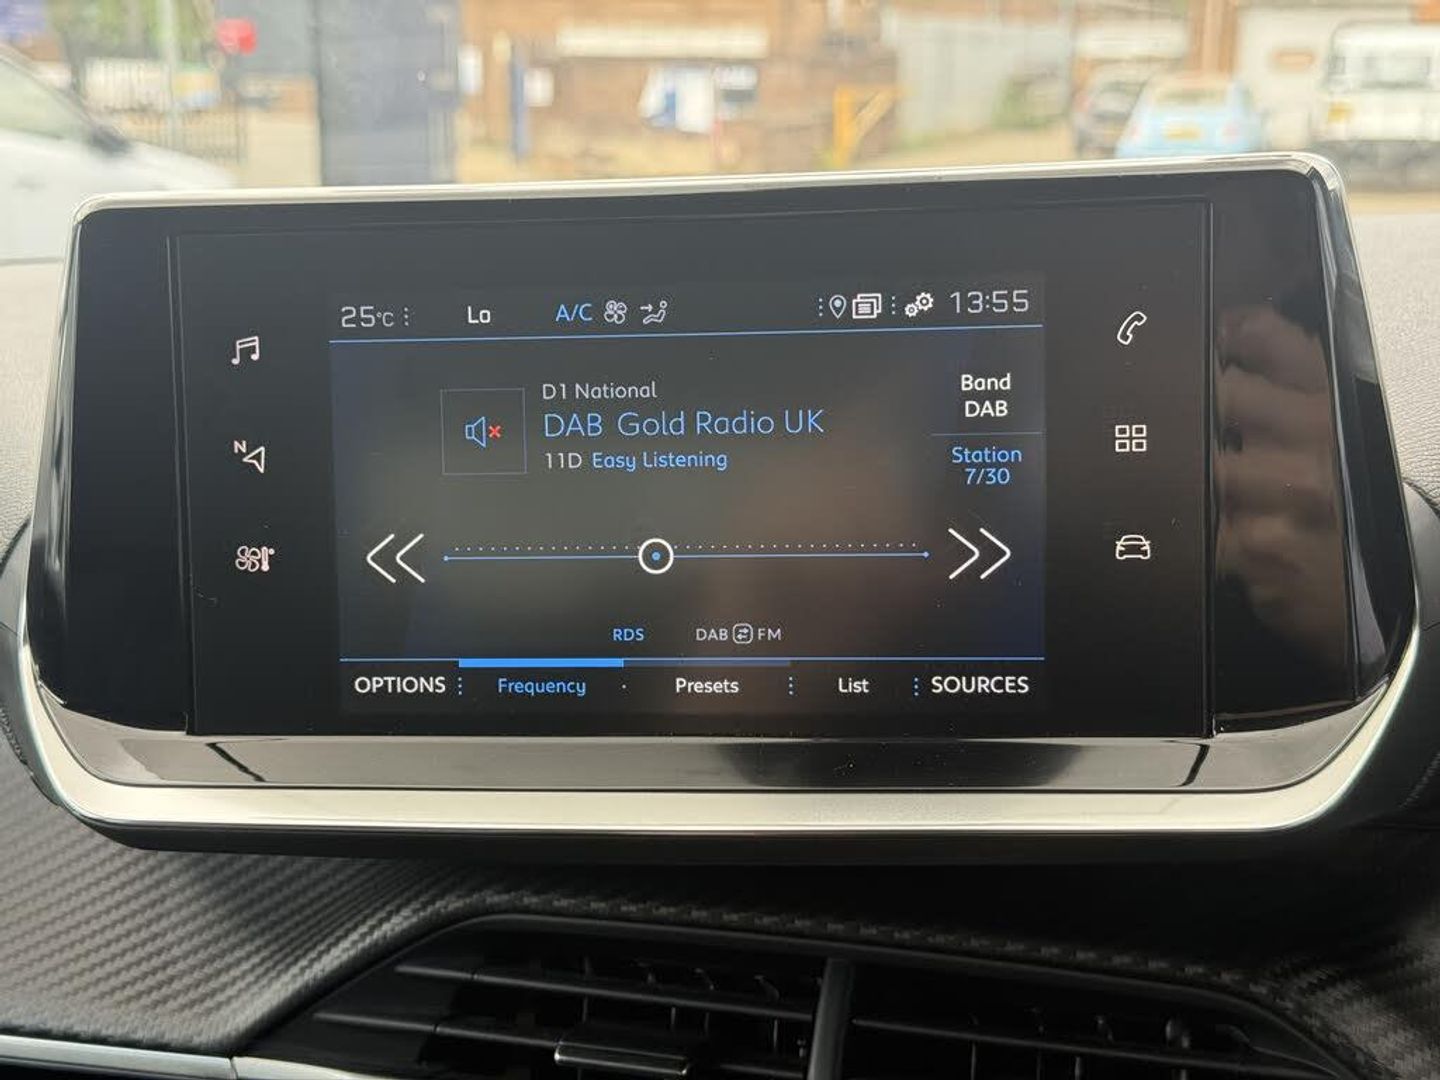 25°C Lo A/C 13:55
N
D1 National
DAB Gold Radio UK
11D Easy Listening
Band
DAB
Station
7/30
RDS DAB FM
OPTIONS Frequency Presets List SOURCES